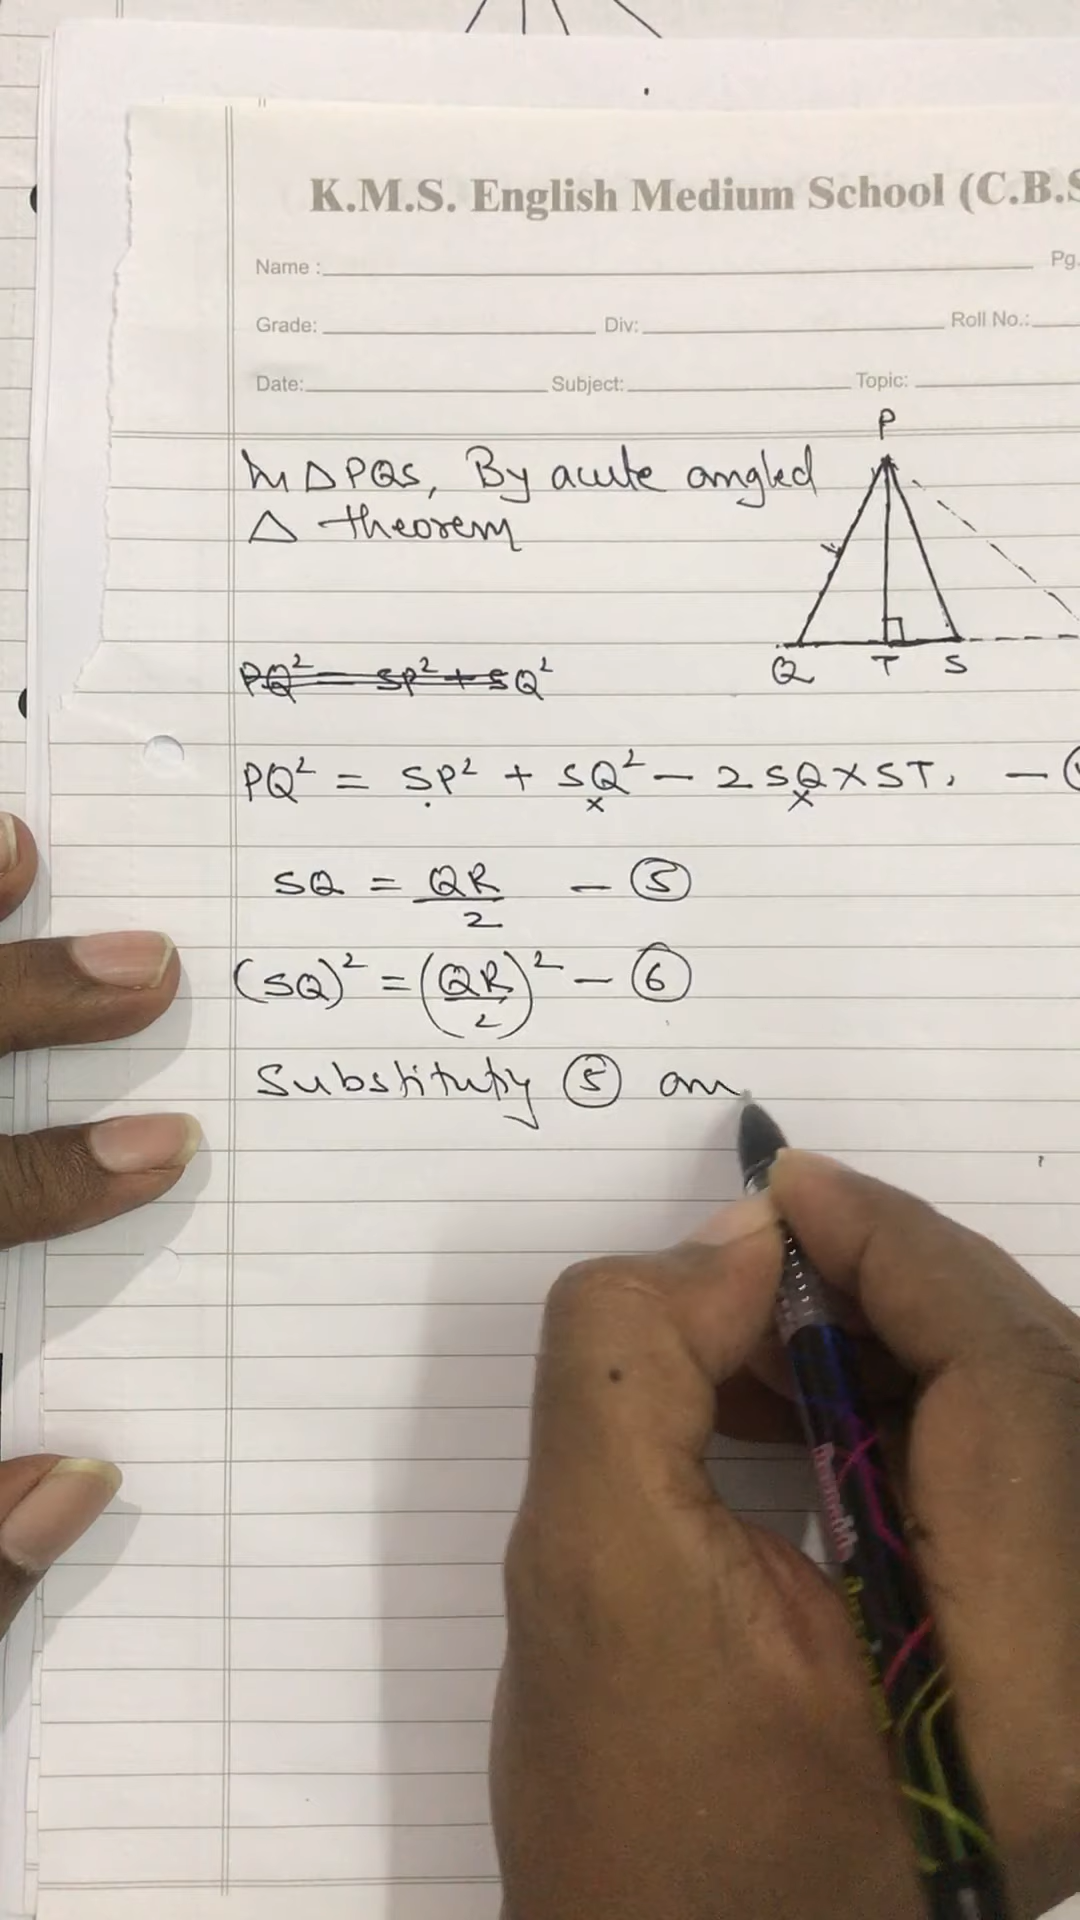 K.M.S. English Medium School (C.B.S
Name : Pg.
Grade: Div: Roll No.:
Date: Subject: Topic:
P
In △PQS, By acute angled
△ theorem
Q T S
PQ² = SP² + SQ²
PQ² = SP² + SQ² - 2SQ×ST. -
SQ = QR/2 - ⑤
(SQ)² = (QR/2)² - ⑥
Substituty ⑤ an